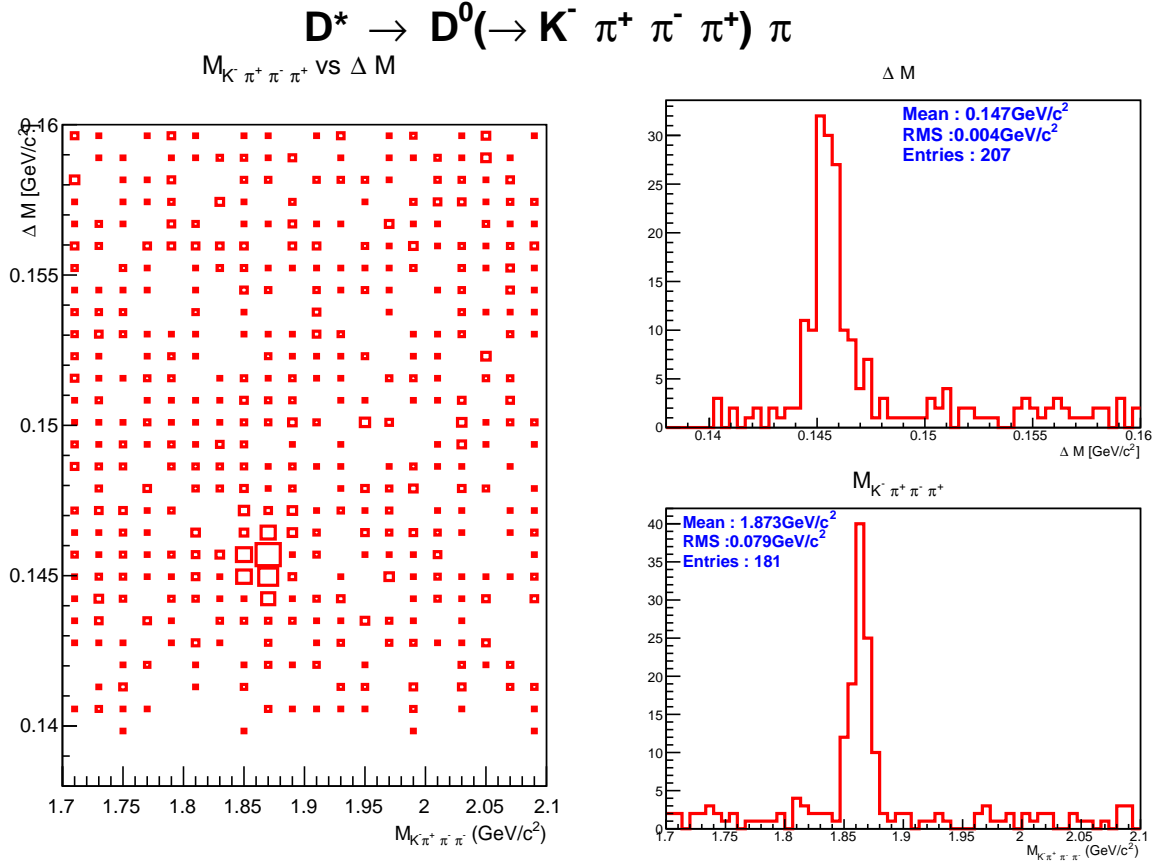 D* → D⁰(→ K⁻ π⁺ π⁻ π⁺) π
M K⁻ π⁺ π⁻ π⁺ vs Δ M
Δ M [GeV/c²]
0.16
0.155
0.15
0.145
0.14
1.7 1.75 1.8 1.85 1.9 1.95 2 2.05 2.1
M K⁻π⁺ π⁻ π⁻ (GeV/c²)
Δ M
Mean : 0.147GeV/c²
RMS :0.004GeV/c²
Entries : 207
30
25
20
15
10
5
0
0.14 0.145 0.15 0.155 0.16
Δ M [GeV/c²]
M K⁻ π⁺ π⁻ π⁺
Mean : 1.873GeV/c²
RMS :0.079GeV/c²
Entries : 181
40
35
30
25
20
15
10
5
0
1.7 1.75 1.8 1.85 1.9 1.95 2 2.05 2.1
M K⁻π⁺ π⁻ π⁻ (GeV/c²)